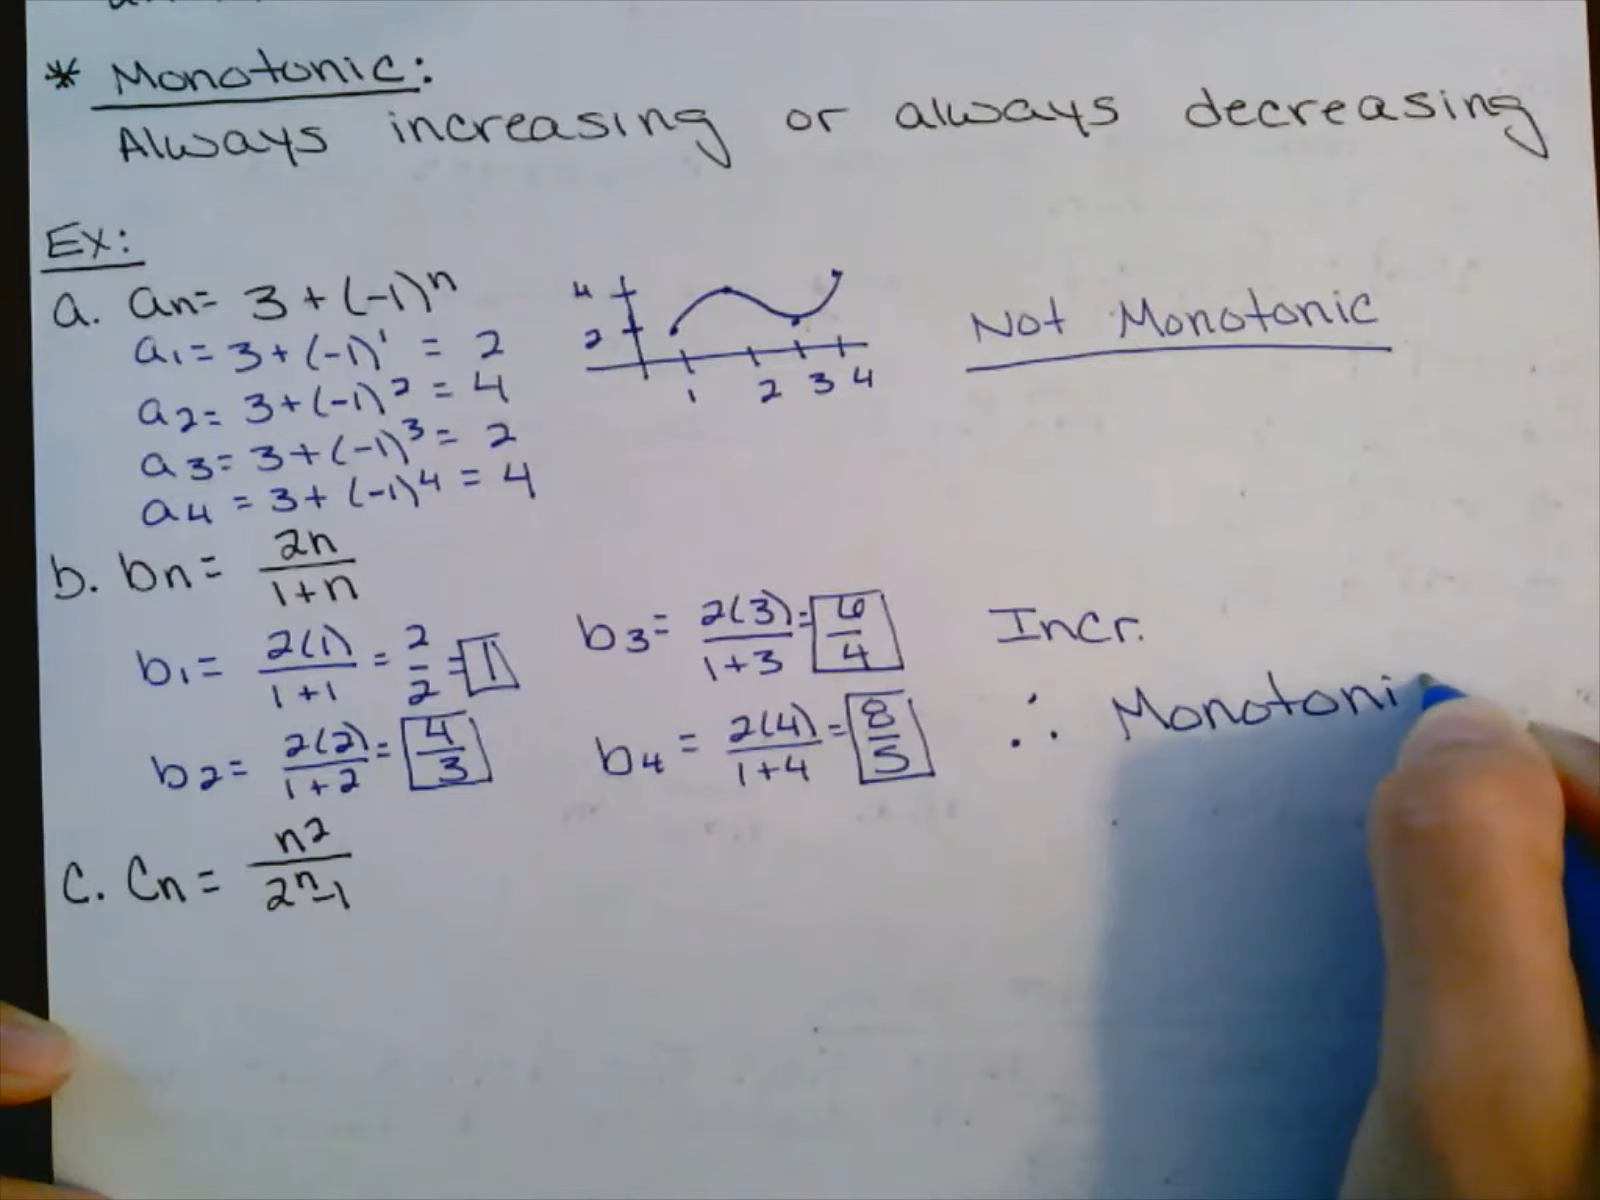 * Monotonic:
Always increasing or always decreasing
Ex:
a. an = 3 + (-1)^n
a1 = 3 + (-1)^1 = 2
a2 = 3 + (-1)^2 = 4
a3 = 3 + (-1)^3 = 2
a4 = 3 + (-1)^4 = 4
4
2
1 2 3 4
Not Monotonic
b. bn = 2n/1+n
b1 = 2(1)/1+1 = 2/2 = 1
b2 = 2(2)/1+2 = 4/3
b3 = 2(3)/1+3 = 6/4
b4 = 2(4)/1+4 = 8/5
Incr.
∴ Monotoni
c. Cn = n2/2^n-1